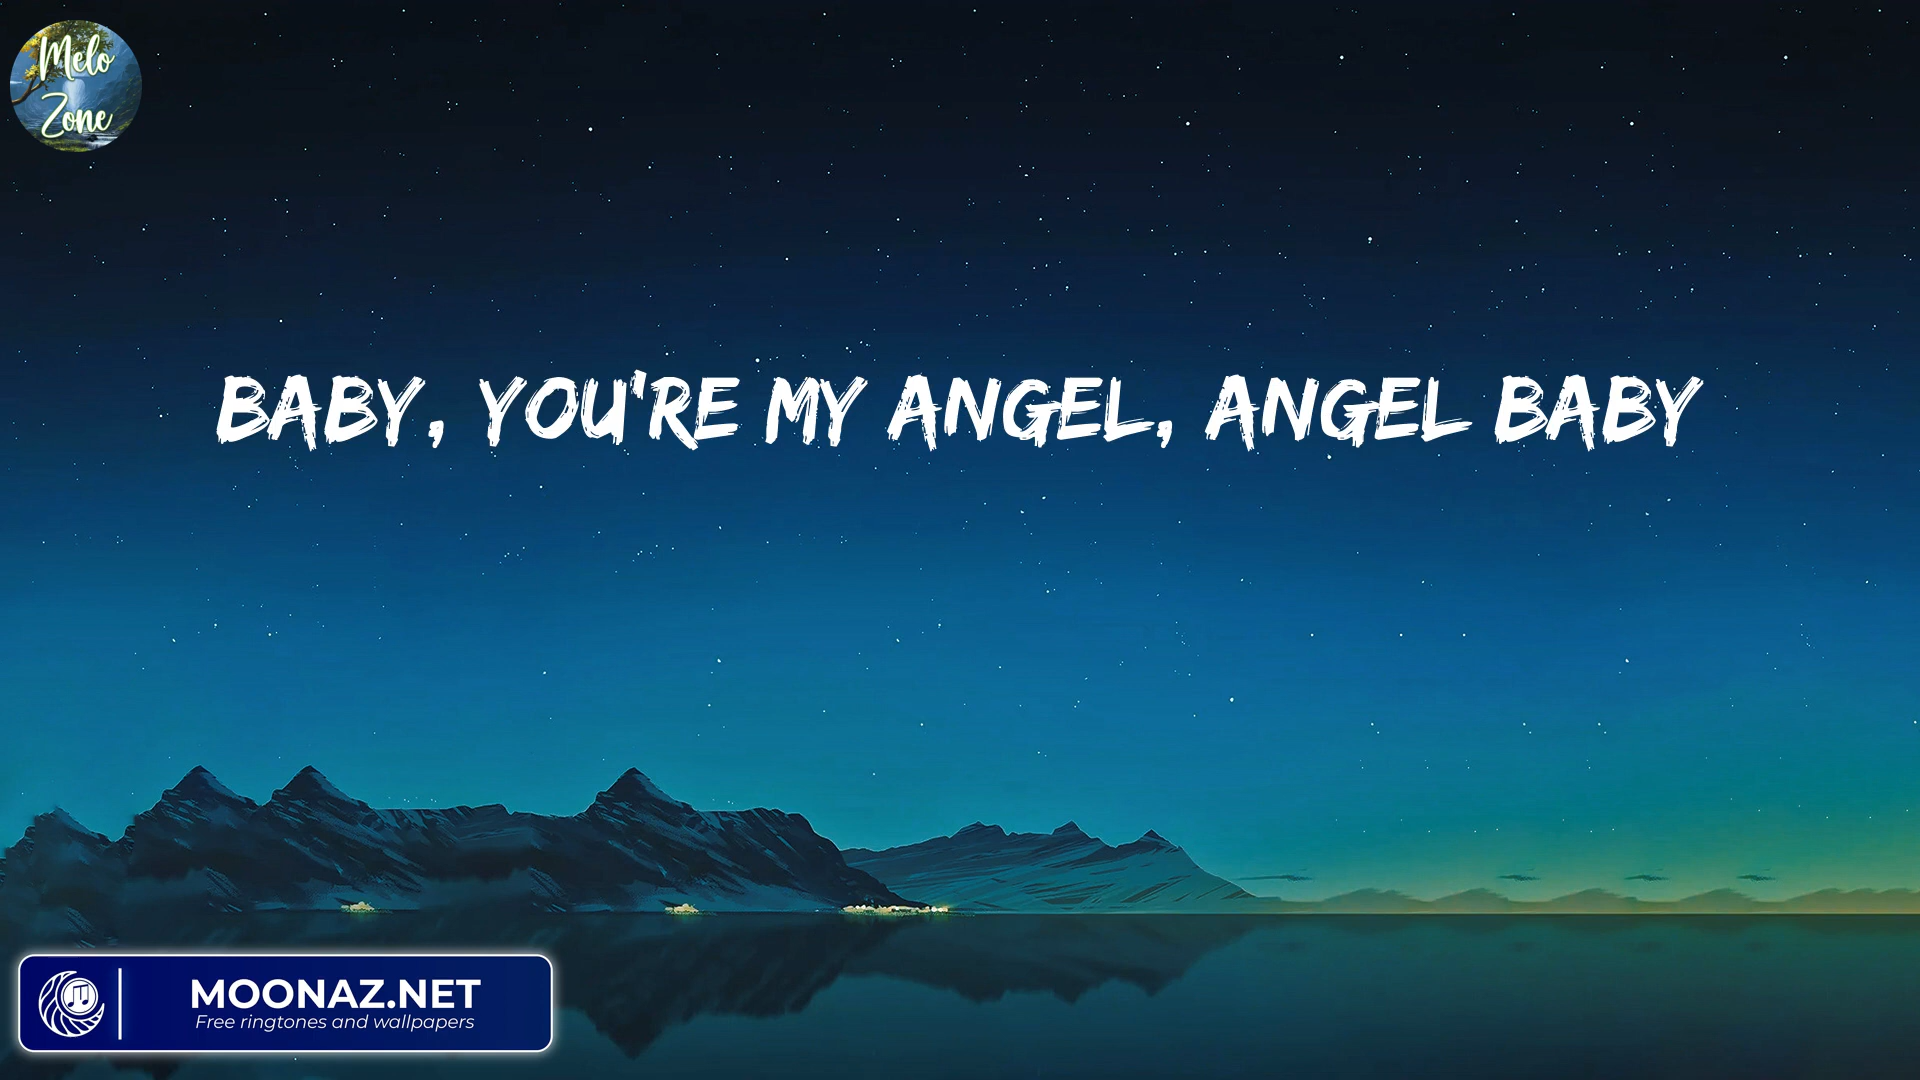 Melo
Zone
BABY, YOU'RE MY ANGEL, ANGEL BABY
MOONAZ.NET
Free ringtones and wallpapers